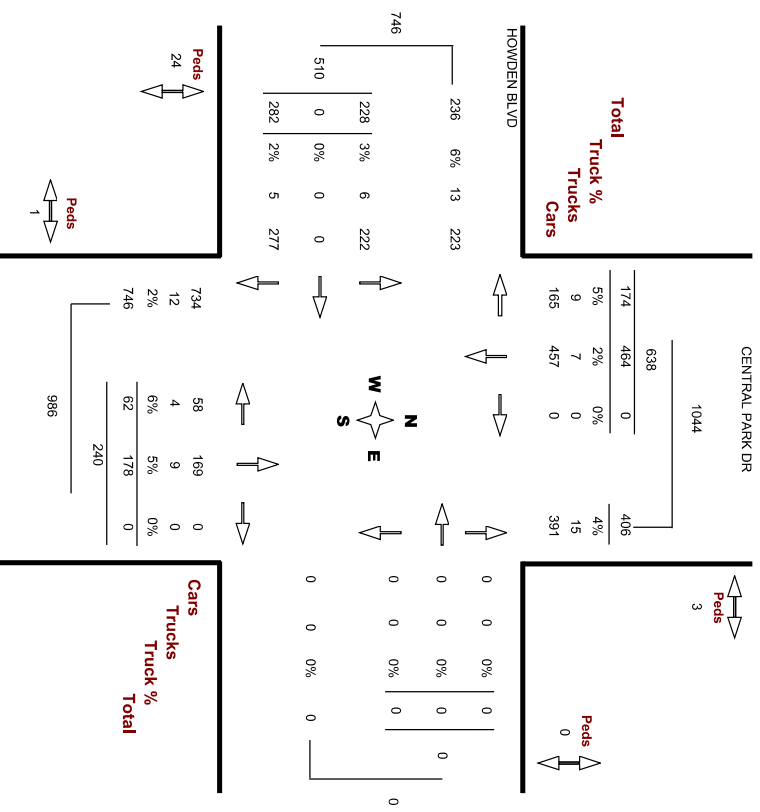 CENTRAL PARK DR
Peds
1044 3
638
Total 174 464 0 406
Truck % 5% 2% 0% 4%
Trucks 9 7 0 15 Peds
Cars 165 457 0 391 0
HOWDEN BLVD
0 0 0% 0
236 6% 13 223
0 0 0% 0 0
N
746 0 0 0% 0 0
W E
228 3% 6 222
S
510 0 0% 0 0
0 0 0% 0
282 2% 5 277
Peds 734 58 169 0 Cars
24 12 4 9 0 Trucks
2% 6% 5% 0% Truck %
746 62 178 0 Total
240
Peds
986
1